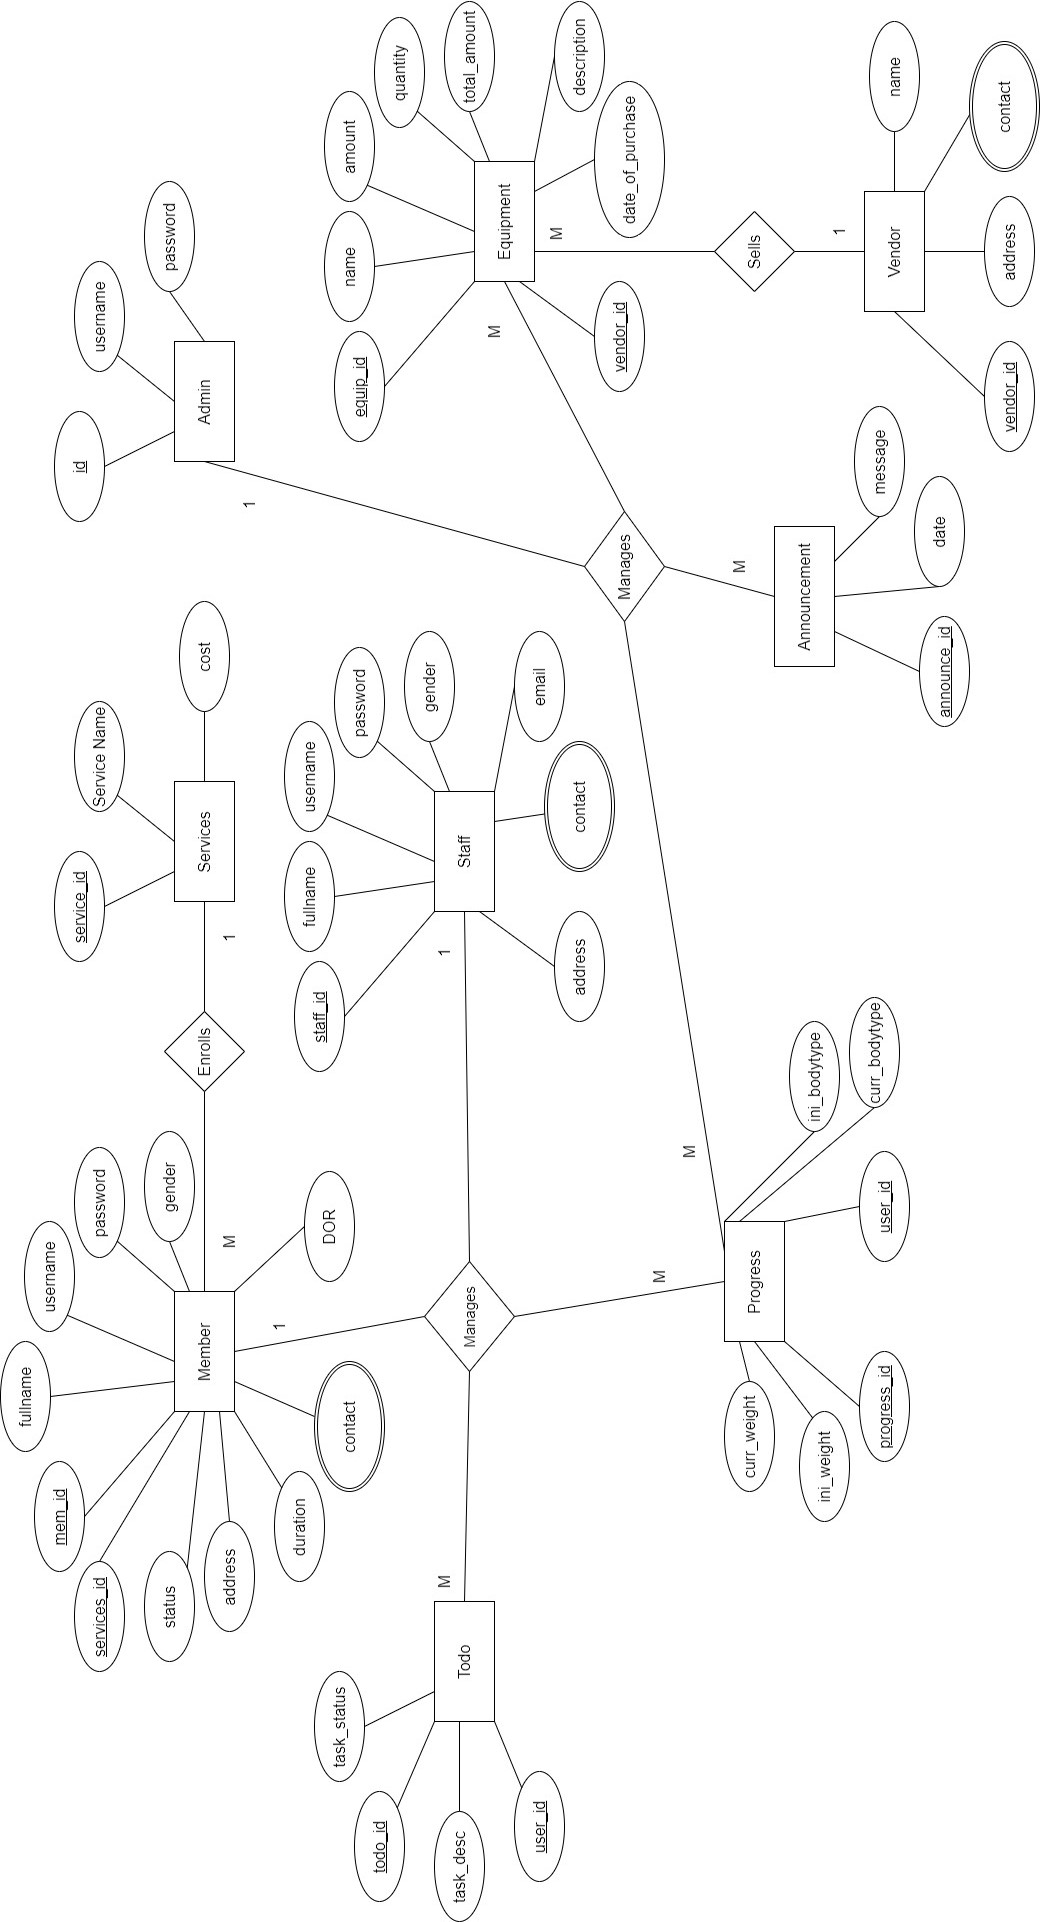 fullname
username
password
gender
mem_id
services_id
status
address
duration
contact
DOR
Member
M
Enrolls
1
Services
service_id
Service Name
cost
id
username
password
Admin
1
1
Manages
M
Todo
task_status
todo_id
task_desc
user_id
1
Staff
staff_id
fullname
username
password
gender
email
contact
address
M
Progress
curr_weight
ini_weight
progress_id
user_id
ini_bodytype
curr_bodytype
M
Manages
M
Announcement
announce_id
date
message
M
Equipment
equip_id
name
amount
quantity
total_amount
description
date_of_purchase
vendor_id
M
Sells
1
Vendor
vendor_id
address
contact
name